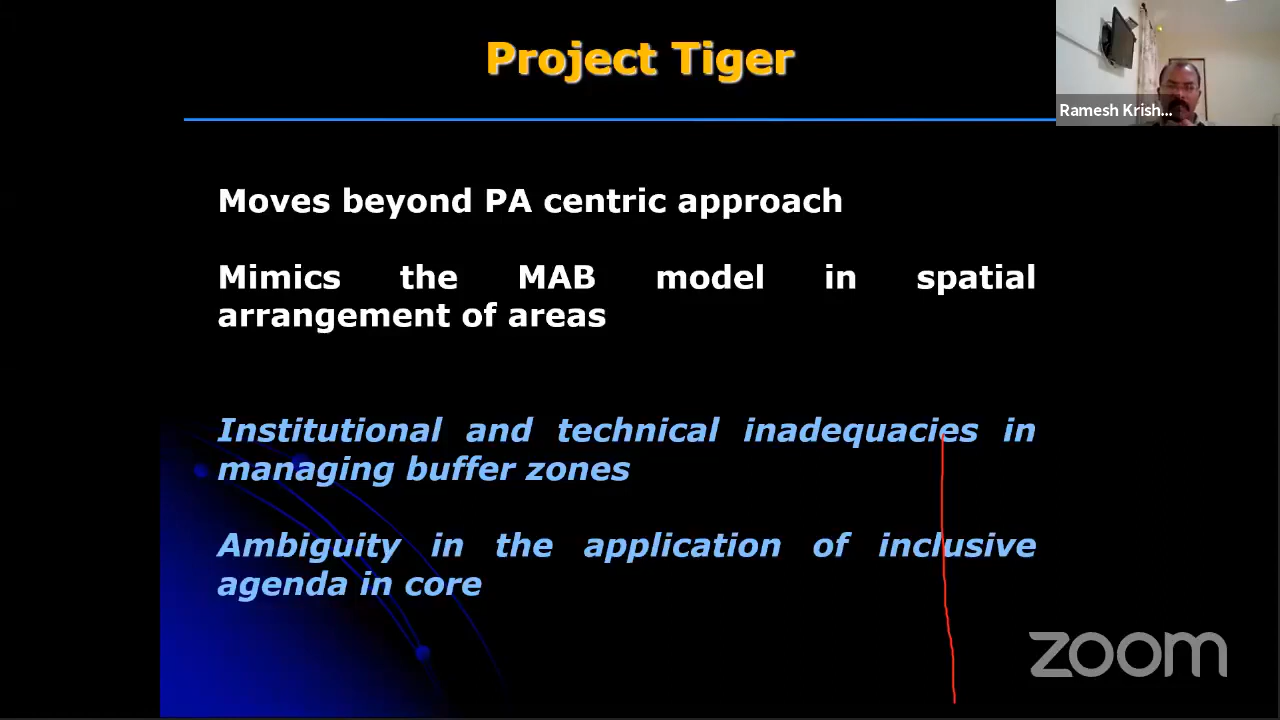 Project Tiger
Ramesh Krish...
Moves beyond PA centric approach
Mimics the MAB model in spatial
arrangement of areas
Institutional and technical inadequacies in
managing buffer zones
Ambiguity in the application of inclusive
agenda in core
zoom